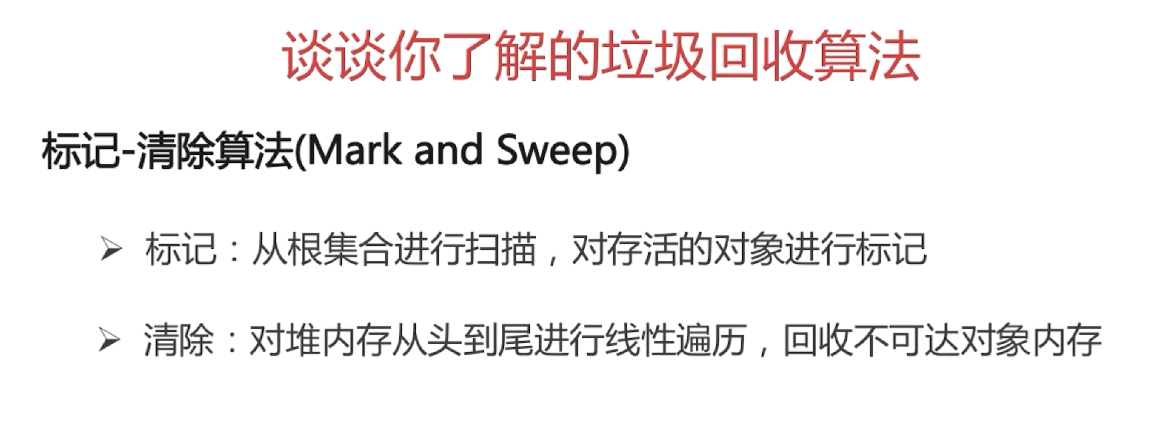 谈谈你了解的垃圾回收算法
标记-清除算法(Mark and Sweep)
➢ 标记：从根集合进行扫描，对存活的对象进行标记
➢ 清除：对堆内存从头到尾进行线性遍历，回收不可达对象内存